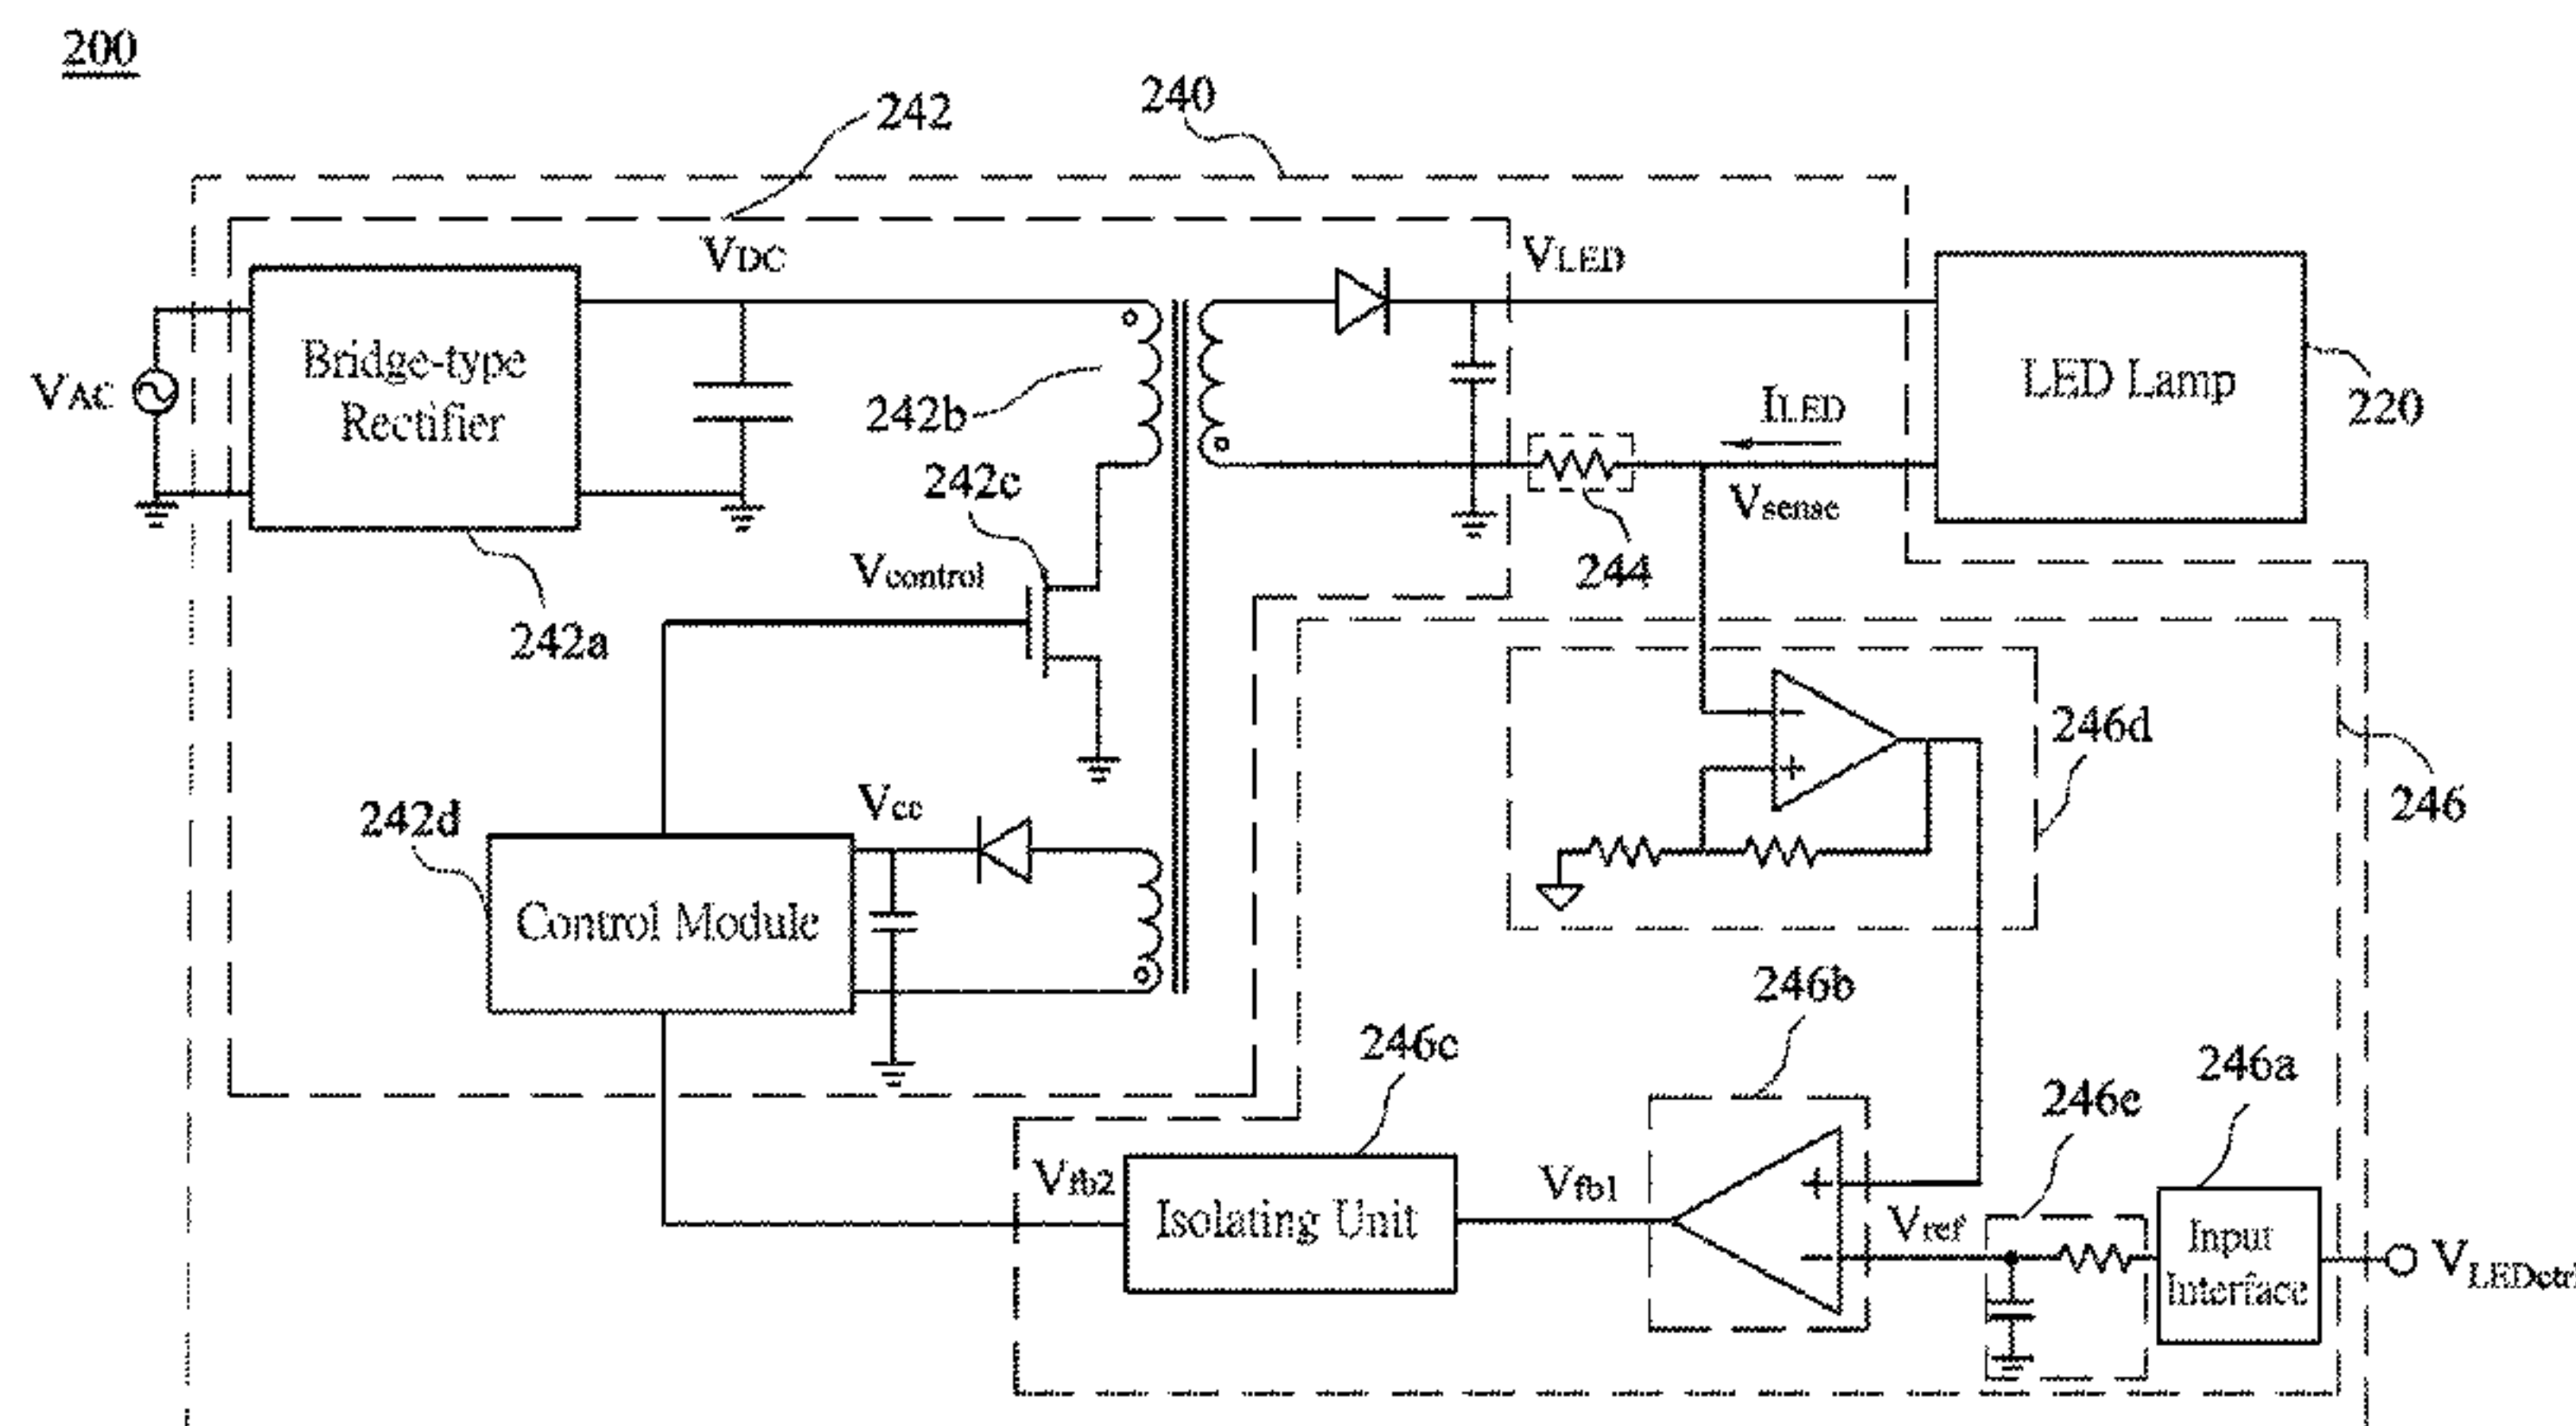 200
242
240
VDC
VLED
Bridge-type
Rectifier
VAC
242b
LED Lamp
ILED
220
242c
Vsense
244
Vcontrol
242a
246d
246
242d
Vcc
Control Module
−
+
246b
246c
246e
246a
Vfb2
Isolating Unit
Vfb1
+
−
Vref
Input
Interface
VLEDctrl